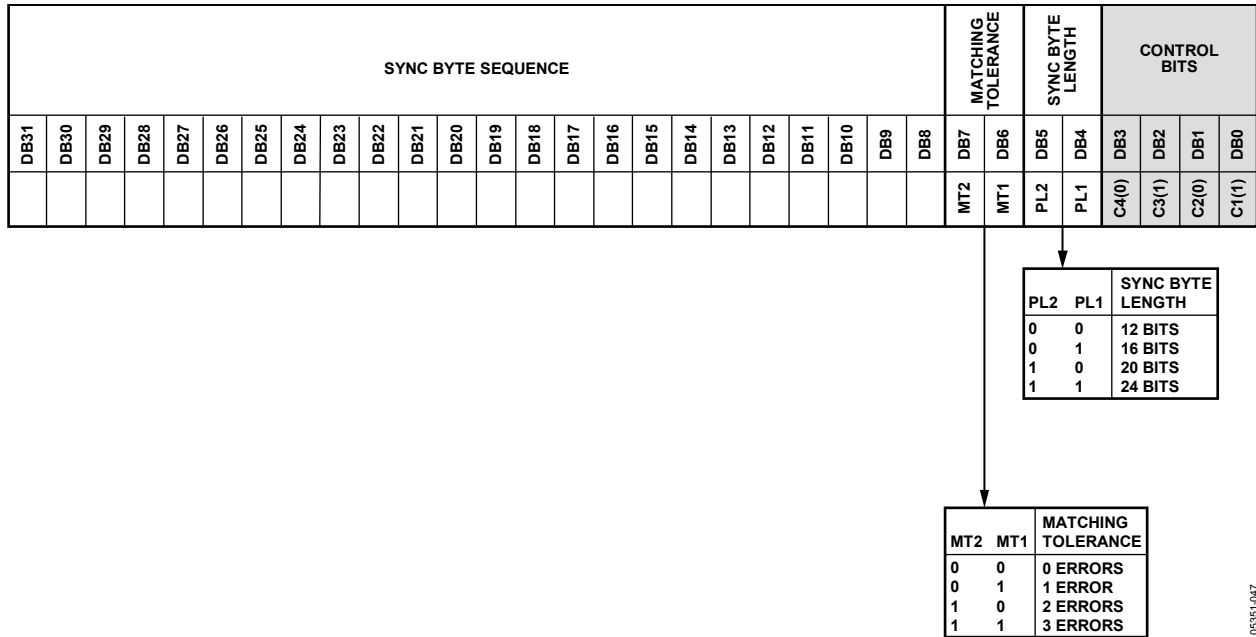 SYNC BYTE SEQUENCE
MATCHING
TOLERANCE
SYNC BYTE
LENGTH
CONTROL
BITS
DB31 DB30 DB29 DB28 DB27 DB26 DB25 DB24 DB23 DB22 DB21 DB20 DB19 DB18 DB17 DB16 DB15 DB14 DB13 DB12 DB11 DB10 DB9 DB8 DB7 DB6 DB5 DB4 DB3 DB2 DB1 DB0
MT2 MT1 PL2 PL1 C4(0) C3(1) C2(0) C1(1)
PL2 PL1 SYNC BYTE
LENGTH
0 0 12 BITS
0 1 16 BITS
1 0 20 BITS
1 1 24 BITS
MT2 MT1 MATCHING
TOLERANCE
0 0 0 ERRORS
0 1 1 ERROR
1 0 2 ERRORS
1 1 3 ERRORS
05351-047